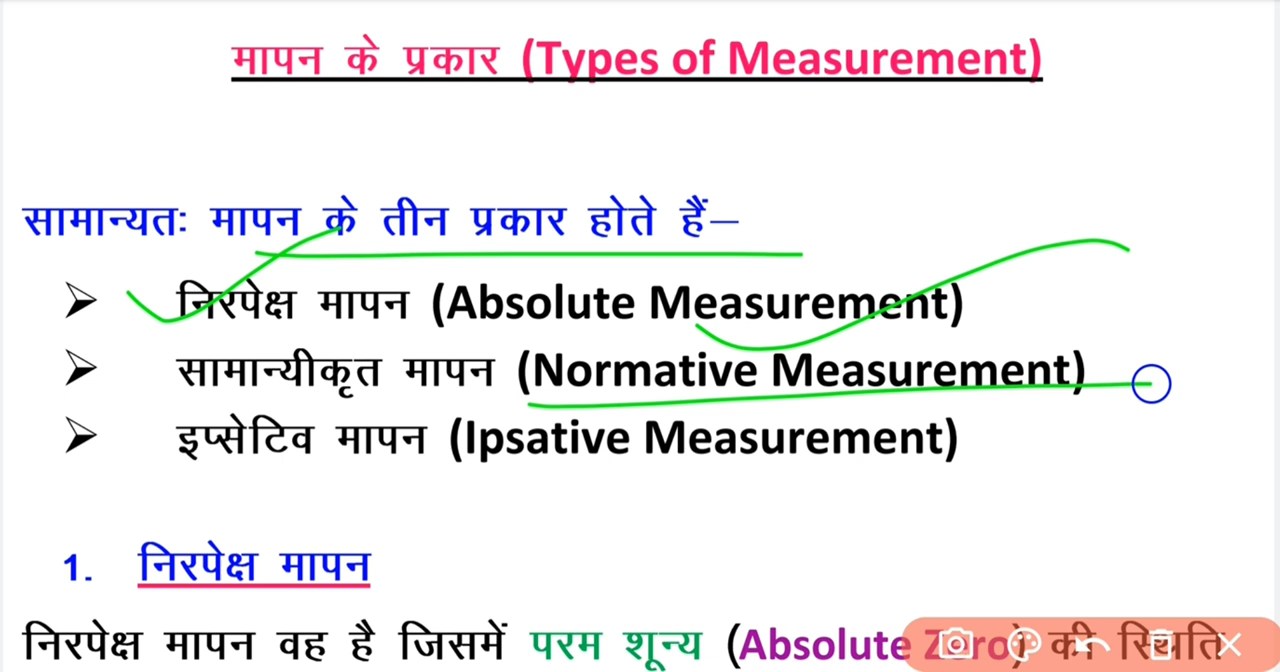 मापन के प्रकार (Types of Measurement)
सामान्यतः मापन के तीन प्रकार होते हैं–
➢ निरपेक्ष मापन (Absolute Measurement)
➢ सामान्यीकृत मापन (Normative Measurement)
➢ इप्सेटिव मापन (Ipsative Measurement)
1. निरपेक्ष मापन
निरपेक्ष मापन वह है जिसमें परम शून्य (Absolute Zero) की स्थिति